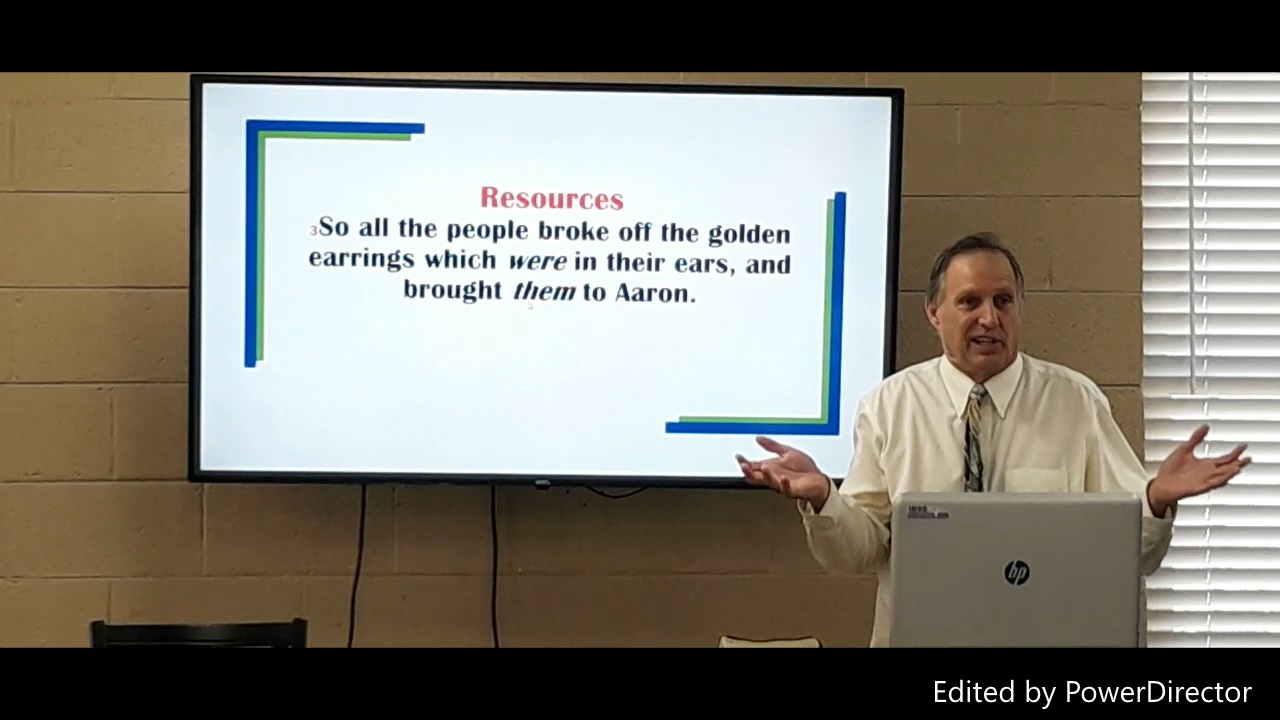 Resources
3So all the people broke off the golden
earrings which were in their ears, and
brought them to Aaron.
hp
Edited by PowerDirector